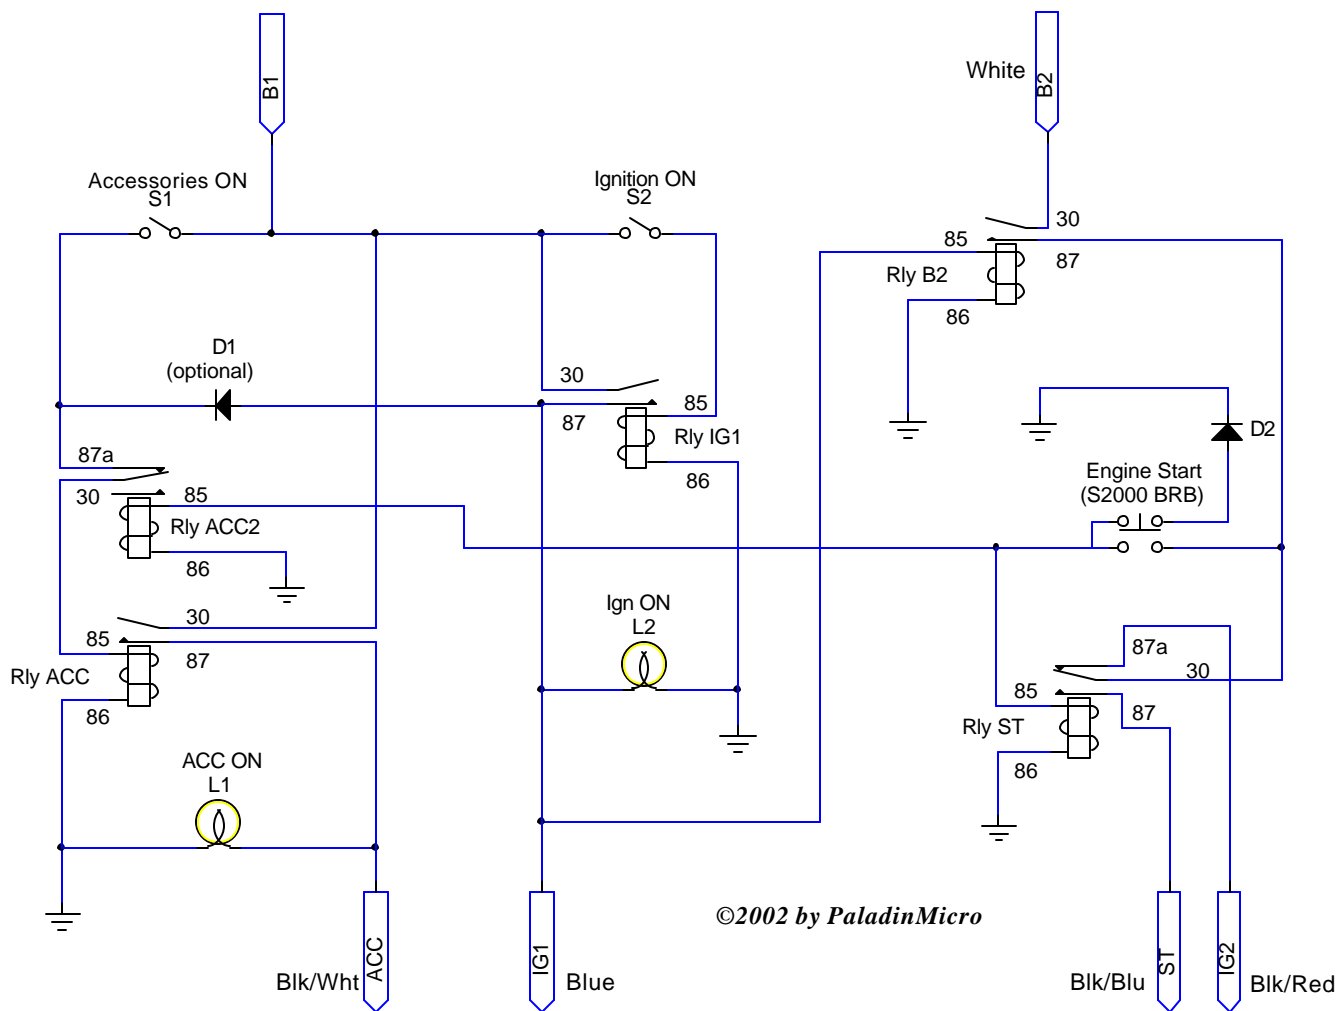 B1
White
B2
Accessories ON
S1
Ignition ON
S2
30
85
87
Rly B2
86
D1
(optional)
30
87
85
Rly IG1
86
D2
87a
30
85
Rly ACC2
86
Engine Start
(S2000 BRB)
30
85
87
Rly ACC
86
Ign ON
L2
87a
30
85
87
Rly ST
86
ACC ON
L1
©2002 by PaladinMicro
Blk/Wht
ACC
IG1
Blue
Blk/Blu
ST
IG2
Blk/Red